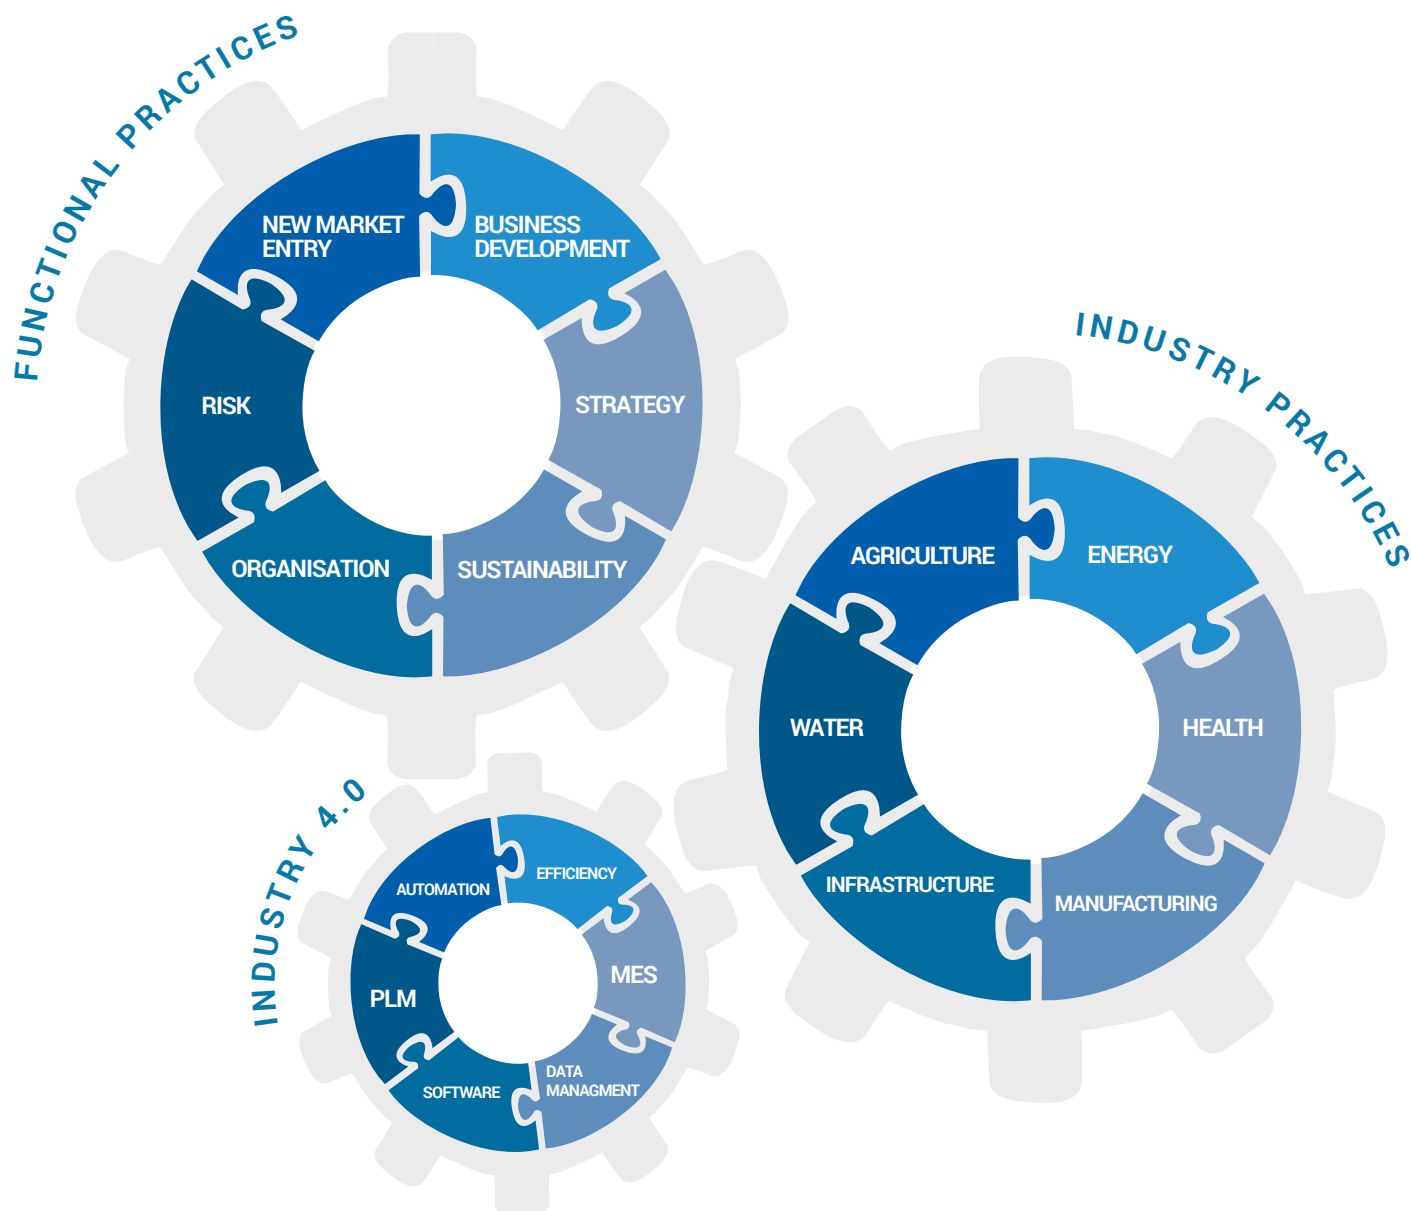 FUNCTIONAL PRACTICES
NEW MARKET
ENTRY
BUSINESS
DEVELOPMENT
RISK
STRATEGY
ORGANISATION
SUSTAINABILITY
INDUSTRY PRACTICES
AGRICULTURE
ENERGY
WATER
HEALTH
INFRASTRUCTURE
MANUFACTURING
INDUSTRY 4.0
AUTOMATION
EFFICIENCY
PLM
MES
SOFTWARE
DATA
MANAGMENT